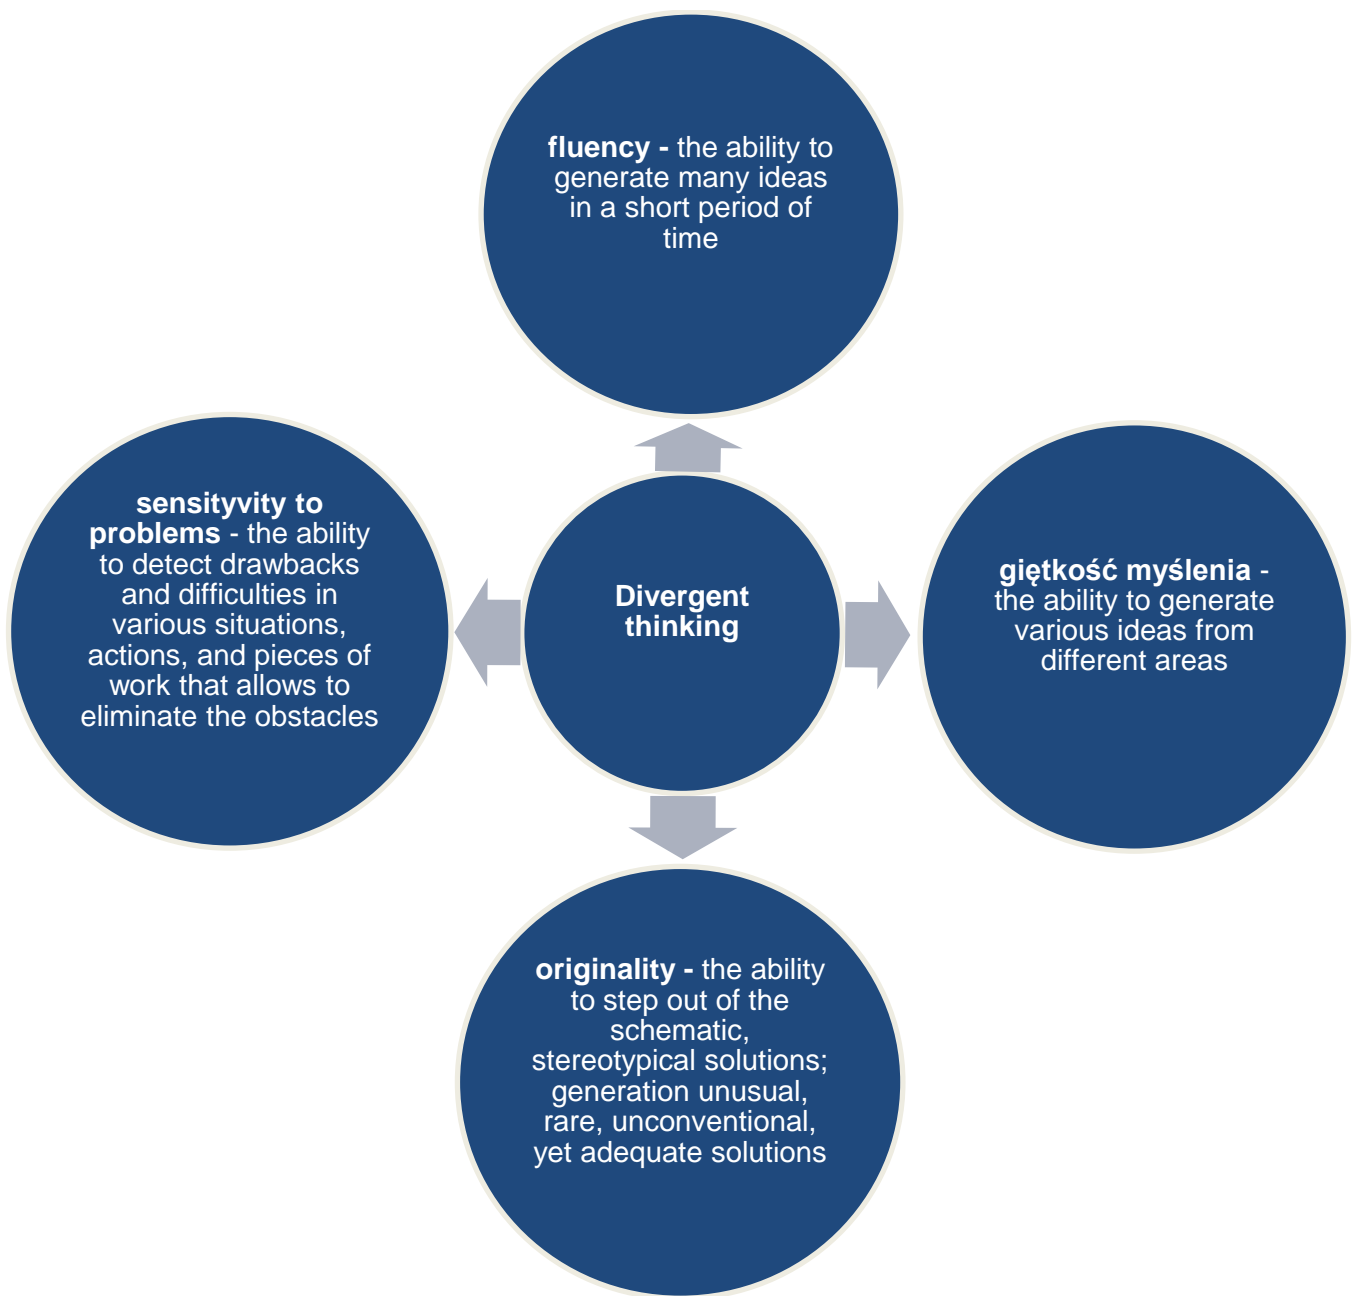 fluency - the ability to
generate many ideas
in a short period of
time
sensityvity to
problems - the ability
to detect drawbacks
and difficulties in
various situations,
actions, and pieces of
work that allows to
eliminate the obstacles
Divergent
thinking
giętkość myślenia -
the ability to generate
various ideas from
different areas
originality - the ability
to step out of the
schematic,
stereotypical solutions;
generation unusual,
rare, unconventional,
yet adequate solutions